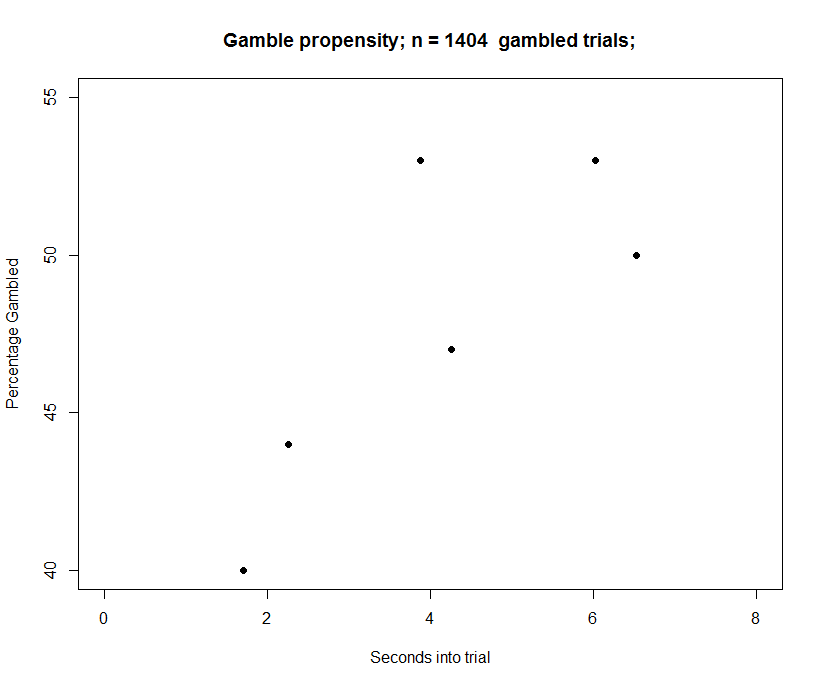 Gamble propensity; n = 1404  gambled trials;
55
50
45
40
Percentage Gambled
0 2 4 6 8
Seconds into trial